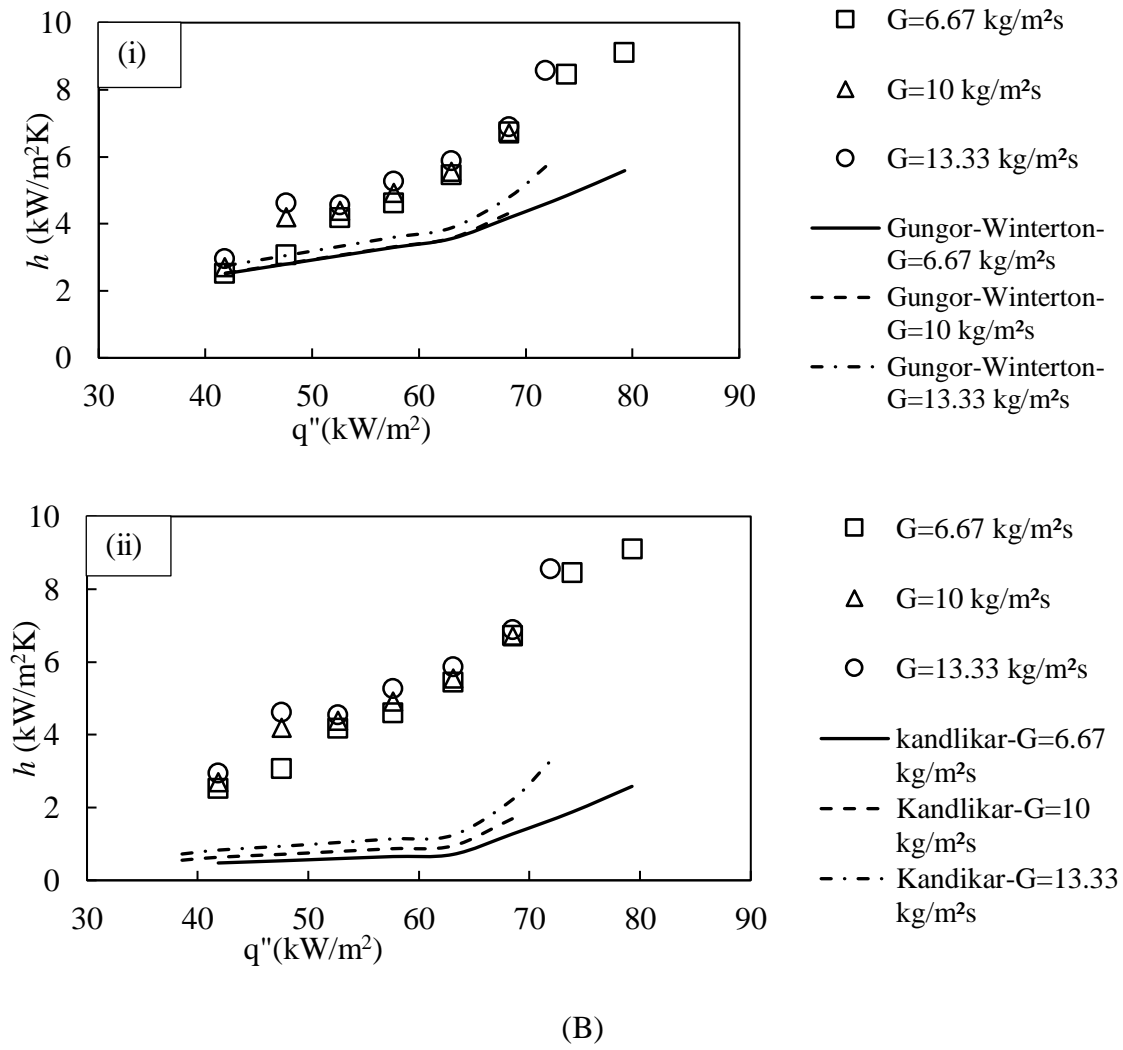 10
8
6
4
2
0
(i)
h (kW/m²K)
30
40
50
60
70
80
90
q"(kW/m²)
G=6.67 kg/m²s
G=10 kg/m²s
G=13.33 kg/m²s
Gungor-Winterton-
G=6.67 kg/m²s
Gungor-Winterton-
G=10 kg/m²s
Gungor-Winterton-
G=13.33 kg/m²s
10
8
6
4
2
0
(ii)
h (kW/m²K)
30
40
50
60
70
80
90
q"(kW/m²)
G=6.67 kg/m²s
G=10 kg/m²s
G=13.33 kg/m²s
kandlikar-G=6.67
kg/m²s
Kandlikar-G=10
kg/m²s
Kandikar-G=13.33
kg/m²s
(B)